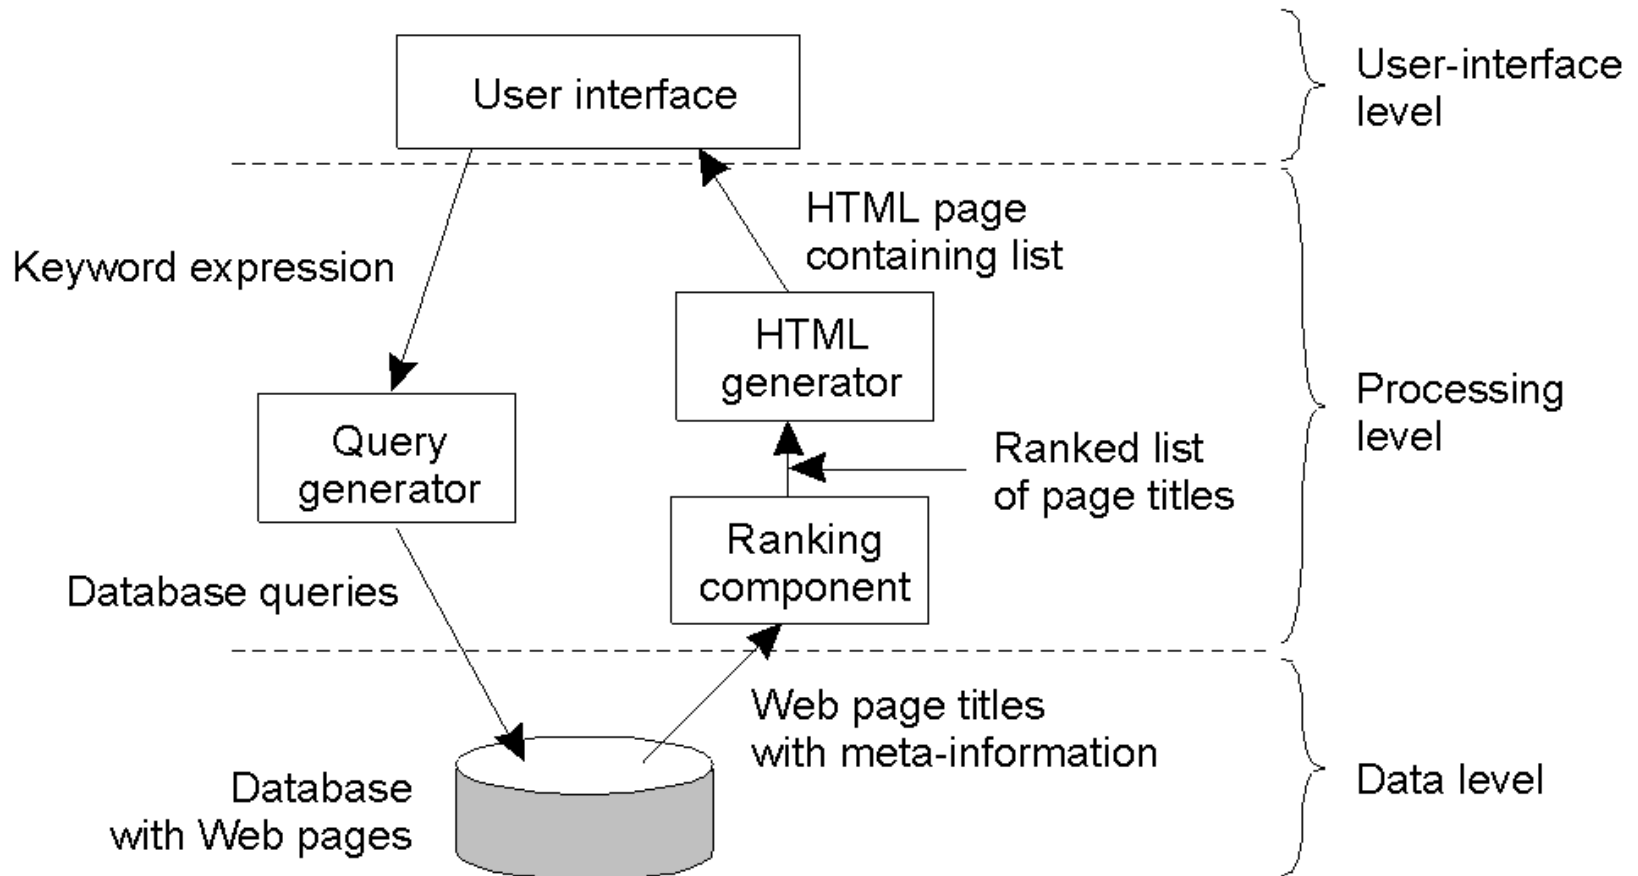 User interface
User-interface
level
HTML page
containing list
Keyword expression
HTML
generator
Processing
level
Query
generator
Ranked list
of page titles
Ranking
component
Database queries
Web page titles
with meta-information
Database
with Web pages
Data level